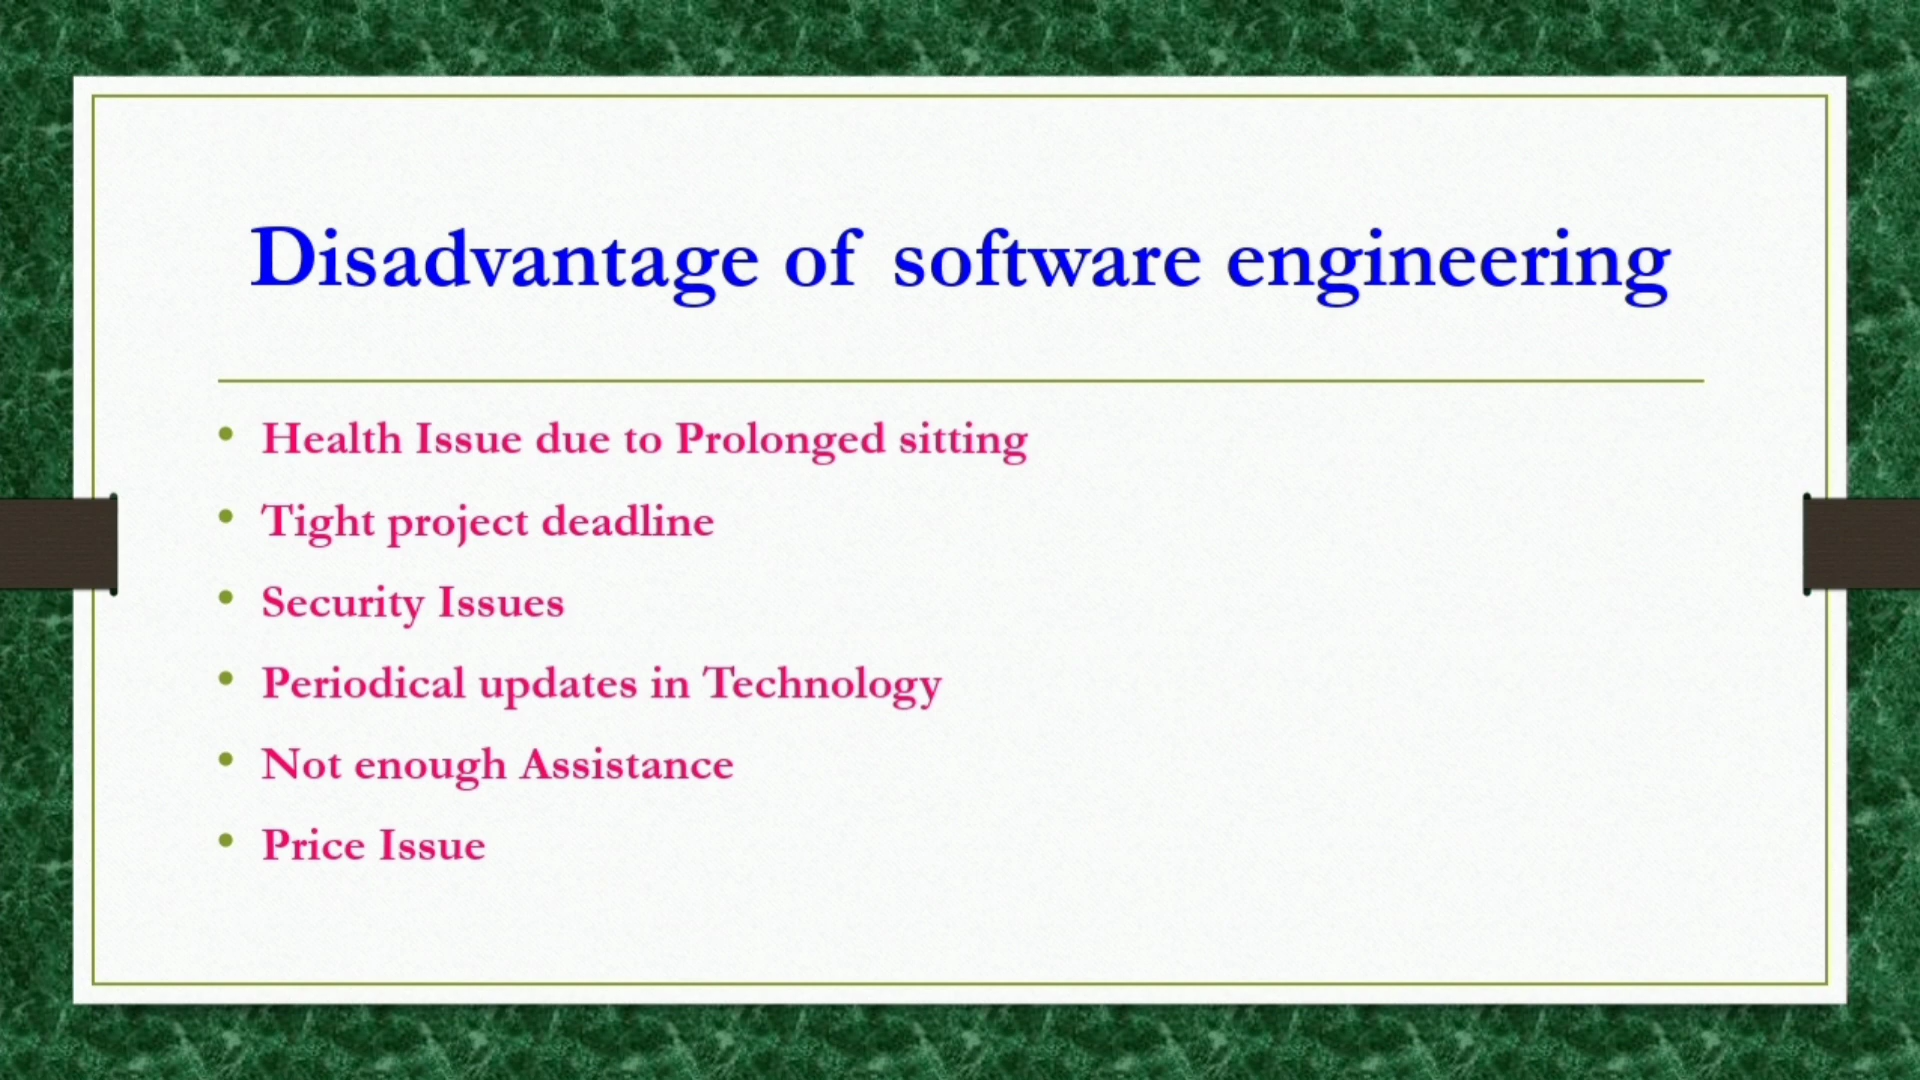 Disadvantage of software engineering
• Health Issue due to Prolonged sitting
• Tight project deadline
• Security Issues
• Periodical updates in Technology
• Not enough Assistance
• Price Issue